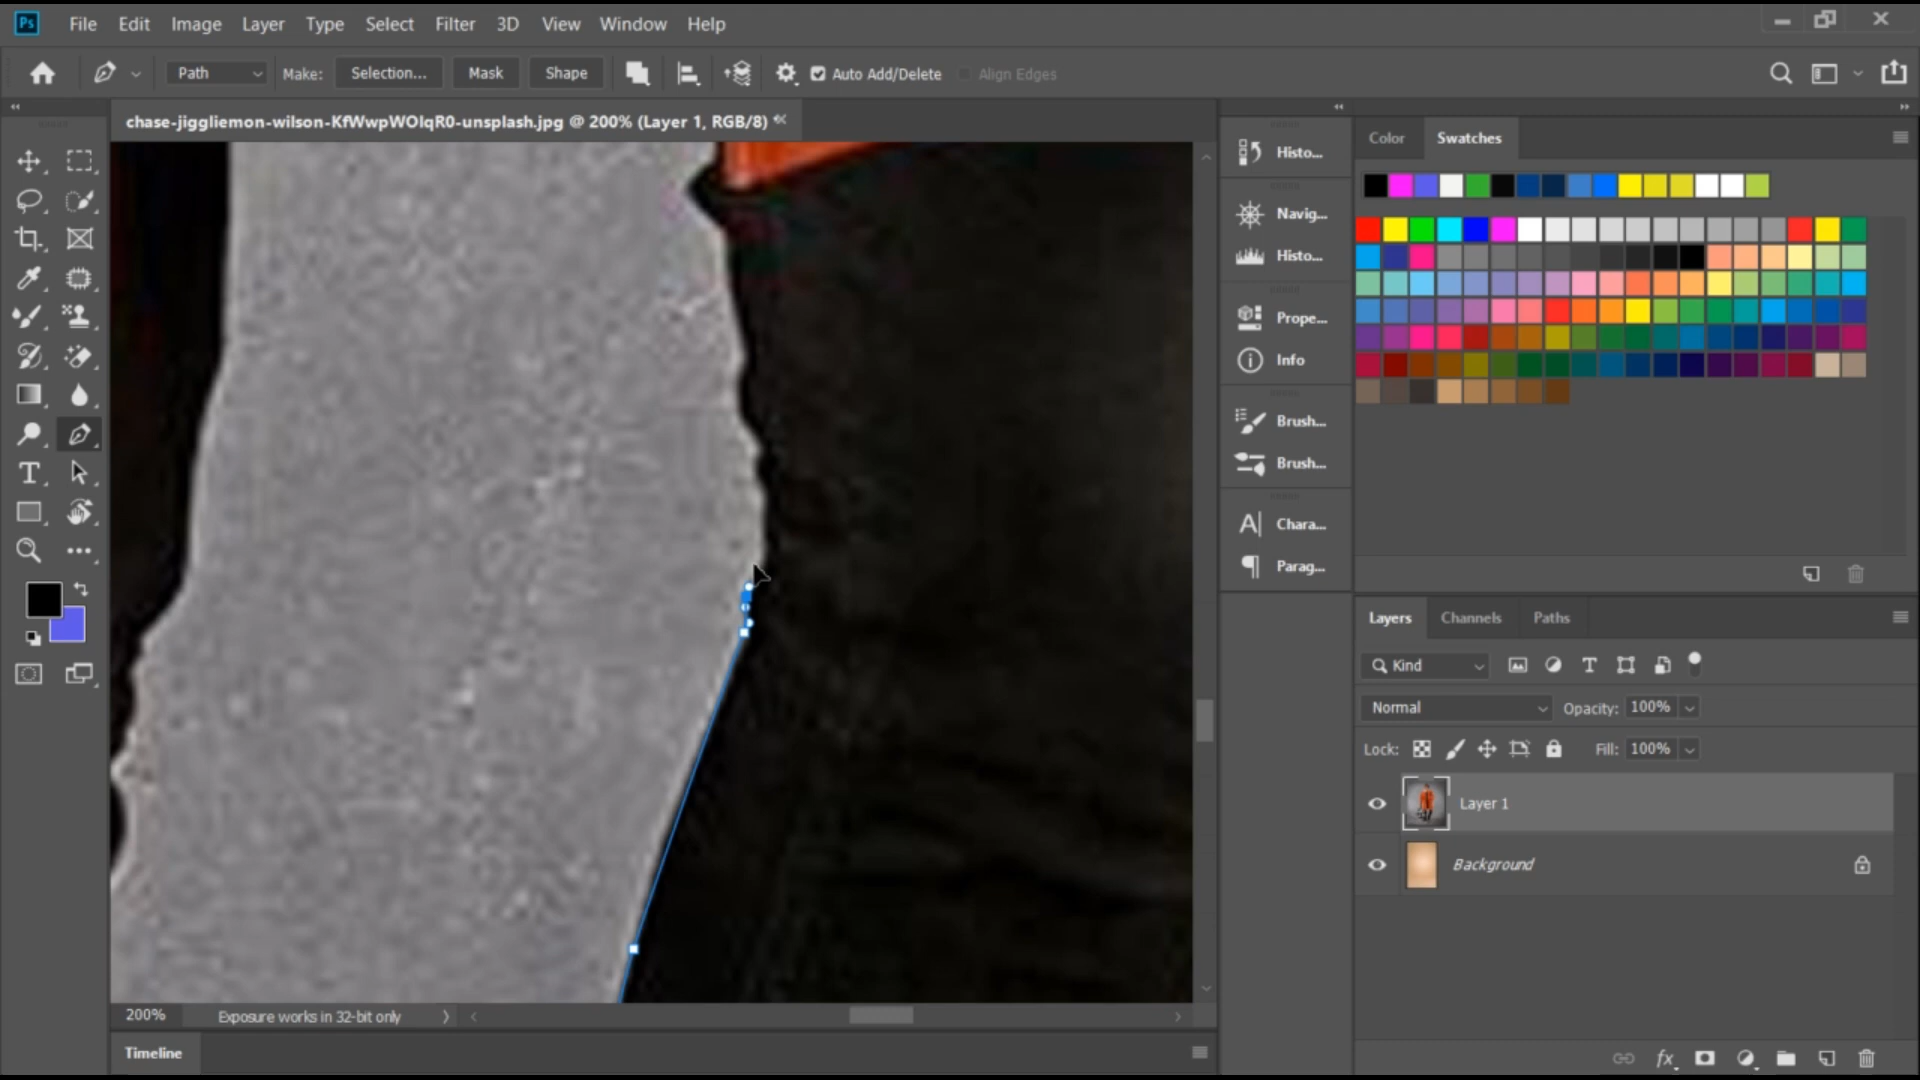 Ps File Edit Image Layer Type Select Filter 3D View Window Help
Path Make: Selection... Mask Shape Auto Add/Delete Align Edges
chase-jiggliemon-wilson-KfWwpWOlqR0-unsplash.jpg @ 200% (Layer 1, RGB/8) *
Histo...
Navig...
Histo...
Prope...
Info
Brush...
Brush...
Chara...
Parag...
Color Swatches
Layers Channels Paths
Kind
Normal Opacity: 100%
Lock: Fill: 100%
Layer 1
Background
fx
200% Exposure works in 32-bit only
Timeline